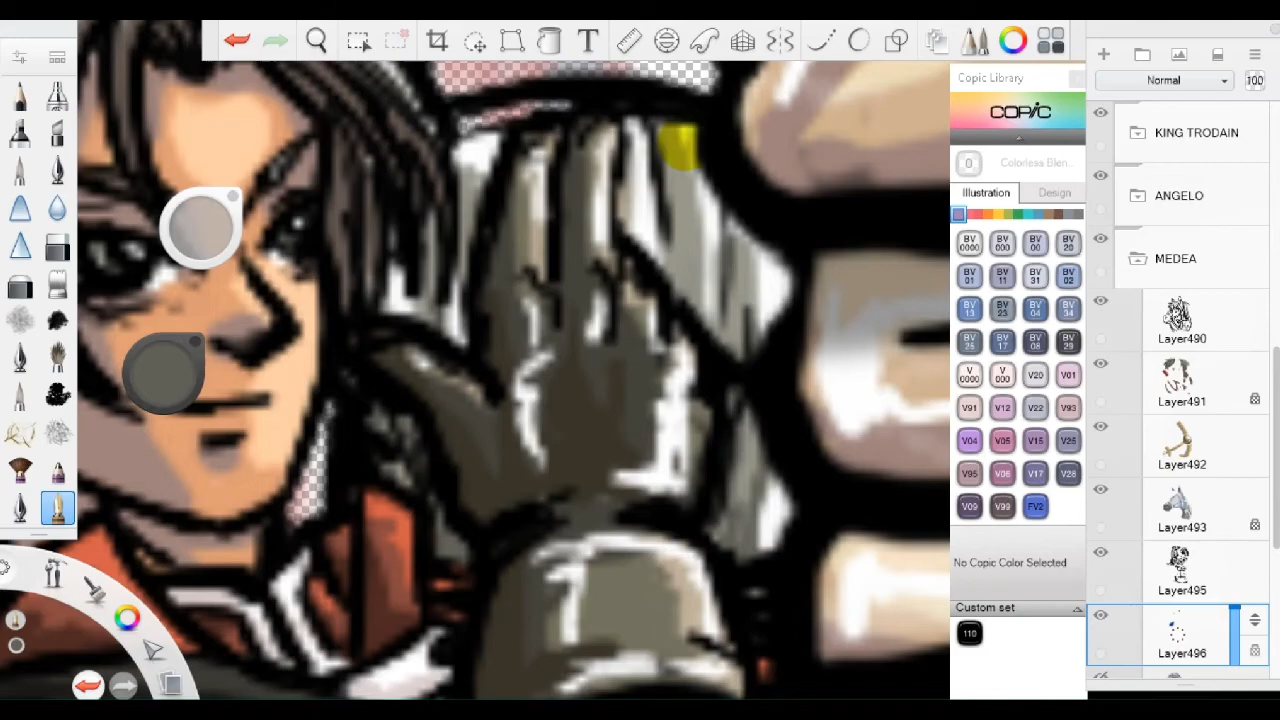 T
Copic Library
COPIC
0 Colorless Blen...
Illustration Design
BV 0000 BV 000 BV 00 BV 20
BV 01 BV 11 BV 31 BV 02
BV 13 BV 23 BV 04 BV 34
BV 25 BV 17 BV 08 BV 29
V 0000 V 000 V20 V01
V91 V12 V22 V93
V04 V05 V15 V25
V95 V06 V17 V28
V09 V99 FV2
No Copic Color Selected
Custom set
110
Normal 100
KING TRODAIN
ANGELO
MEDEA
Layer490
Layer491
Layer492
Layer493
Layer495
Layer496